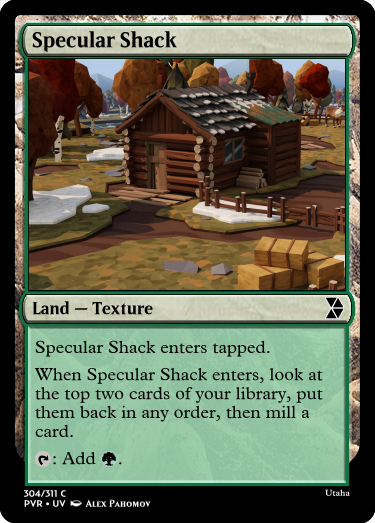 Specular Shack
Land — Texture
Specular Shack enters tapped.
When Specular Shack enters, look at
the top two cards of your library, put
them back in any order, then mill a
card.
: Add .
304/311 C
Utaha
PVR • UV Alex Pahomov